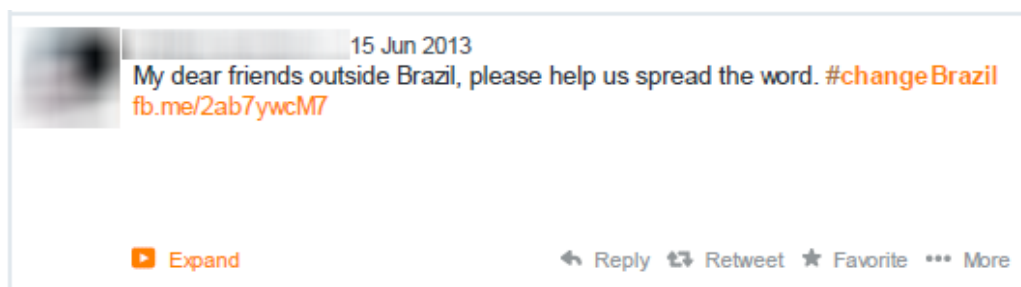 15 Jun 2013
My dear friends outside Brazil, please help us spread the word. #changeBrazil
fb.me/2ab7ywcM7
Expand Reply Retweet Favorite More